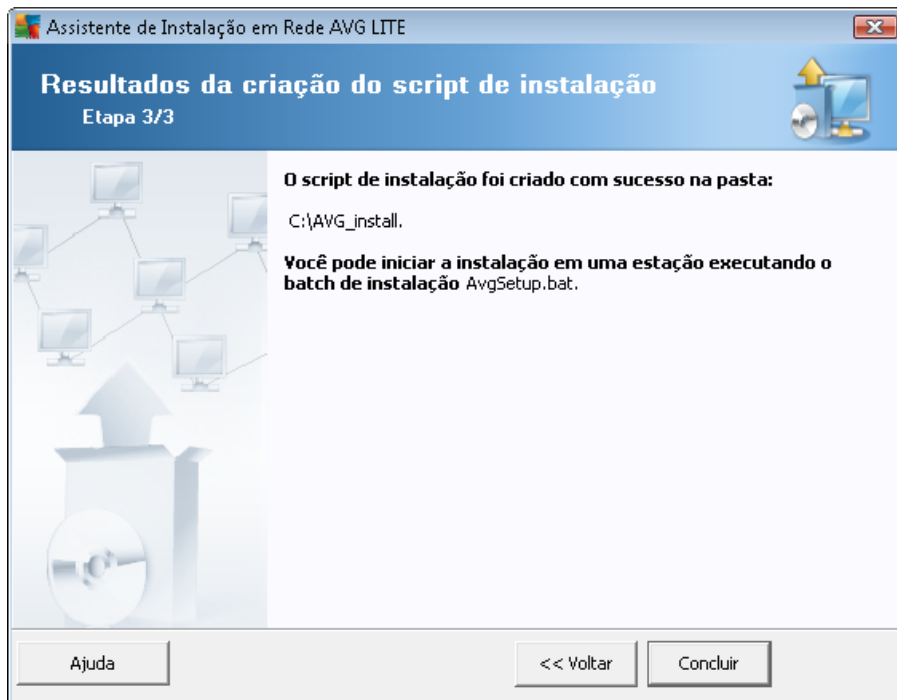 Assistente de Instalação em Rede AVG LITE
Resultados da criação do script de instalação
Etapa 3/3
O script de instalação foi criado com sucesso na pasta:
C:\AVG_install.
Você pode iniciar a instalação em uma estação executando o
batch de instalação AvgSetup.bat.
Ajuda
<< Voltar
Concluir